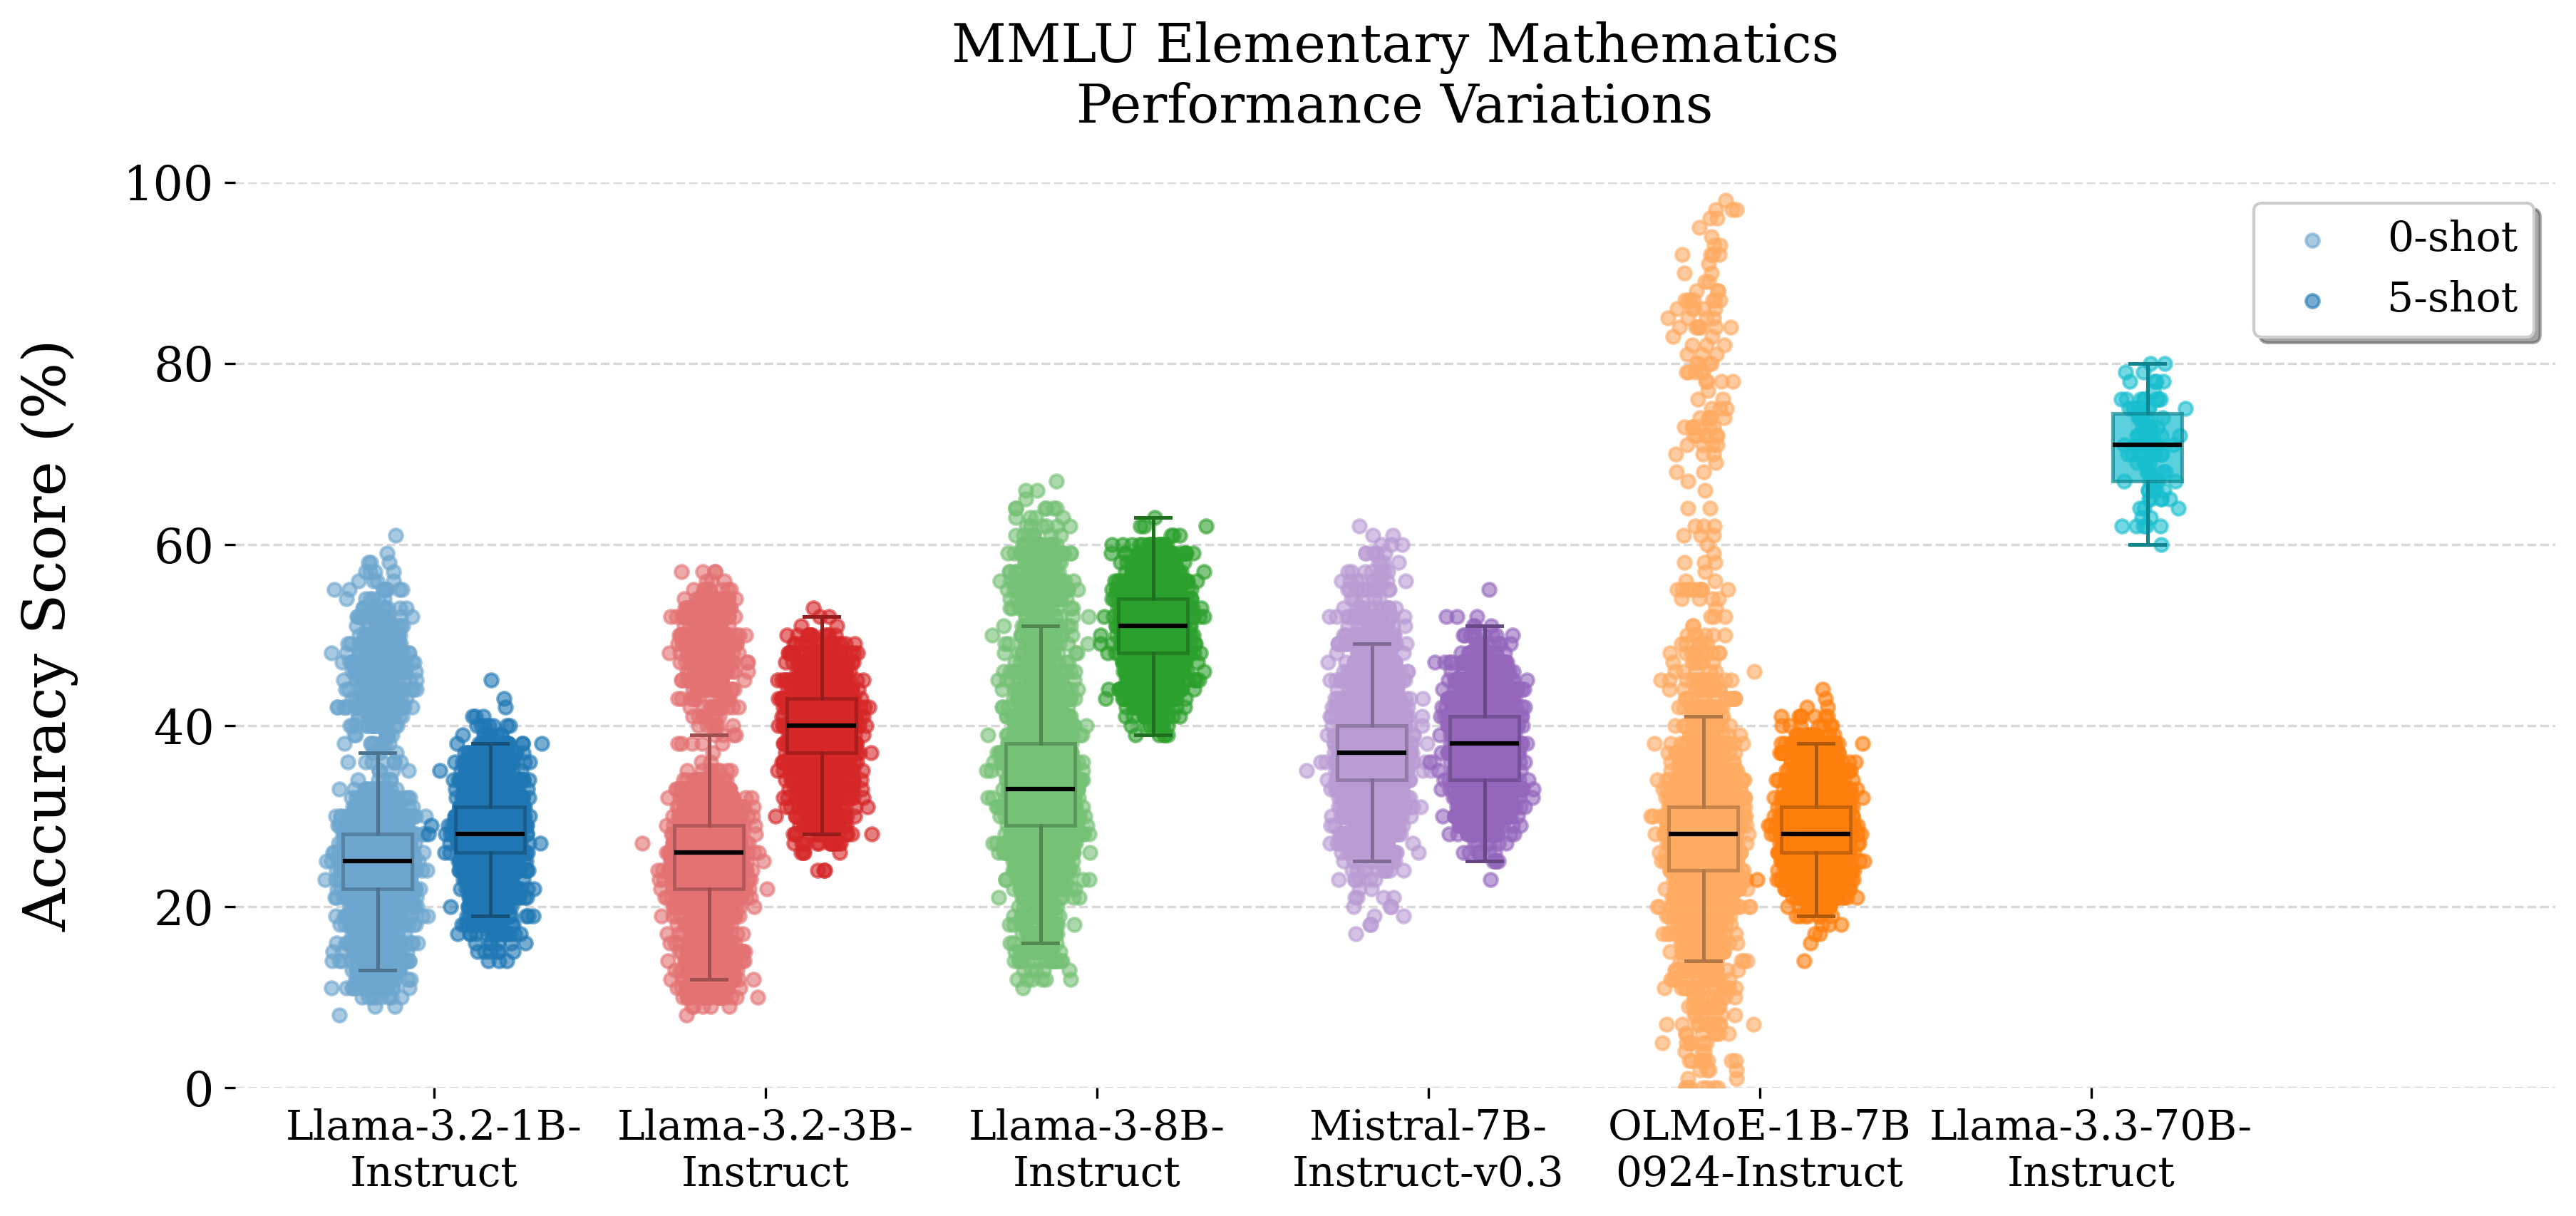 MMLU Elementary Mathematics
Performance Variations
Accuracy Score (%)
100
80
60
40
20
0
0-shot
5-shot
Llama-3.2-1B-
Instruct
Llama-3.2-3B-
Instruct
Llama-3-8B-
Instruct
Mistral-7B-
Instruct-v0.3
OLMoE-1B-7B
0924-Instruct
Llama-3.3-70B-
Instruct